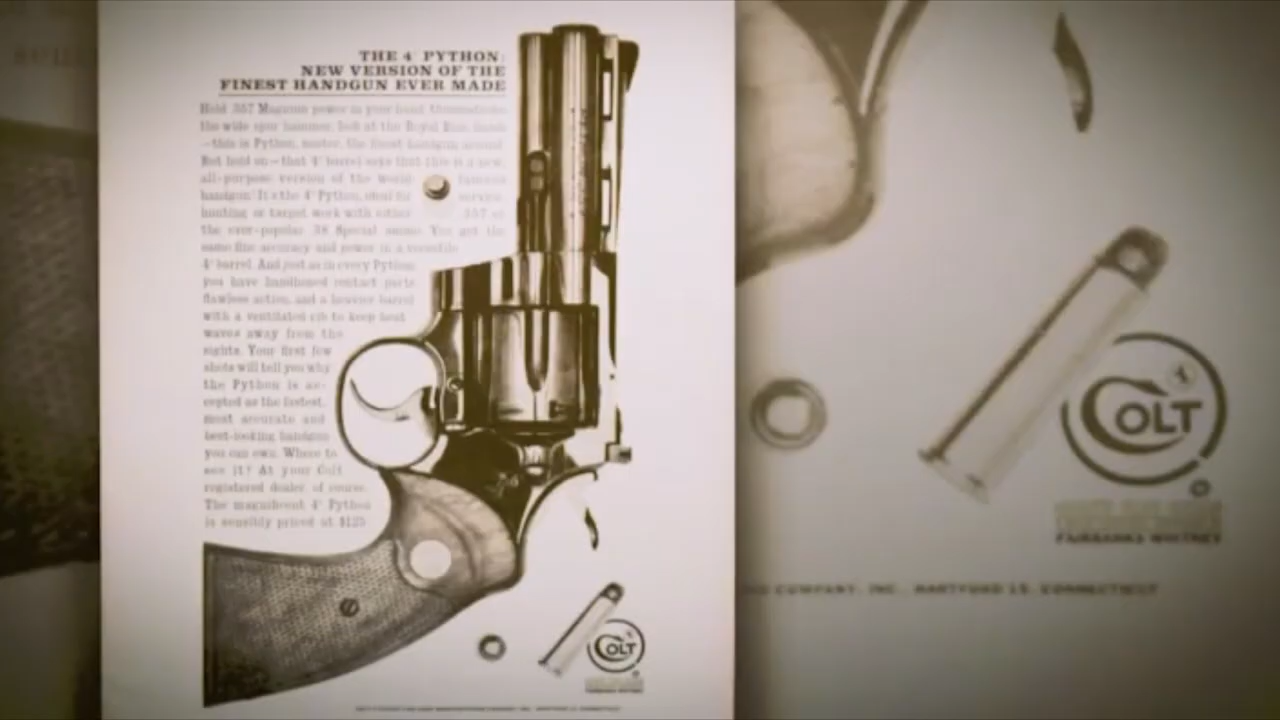 THE 4" PYTHON:
NEW VERSION OF THE
FINEST HANDGUN EVER MADE
Hold .357 Magnum power in your hand, thumb
the wide spur hammer, look at the Royal Blue finish
—this is Python, mister, the finest handgun around.
But hold on—that 4" barrel says that this is a new,
all-purpose version of the world famous
handgun! It's the 4" Python, ideal for service,
hunting or target work with either .357 or
the ever-popular .38 Special ammo. You get the
same fine accuracy and power in a versatile
4" barrel. And just as in every Python
you have handhoned contact parts
flawless action, and a heavier barrel
with a ventilated rib to keep heat
waves away from the
sights. Your first few
shots will tell you why
the Python is ac-
cepted as the fastest,
most accurate and
best-looking handgun
you can own. Where to
see it? At your Colt
registered dealer, of course.
The magnificent 4" Python
is sensibly priced at $125
COLT
FAIRBANKS WHITNEY
COLT
FAIRBANKS WHITNEY
COMPANY, INC., HARTFORD 15, CONNECTICUT